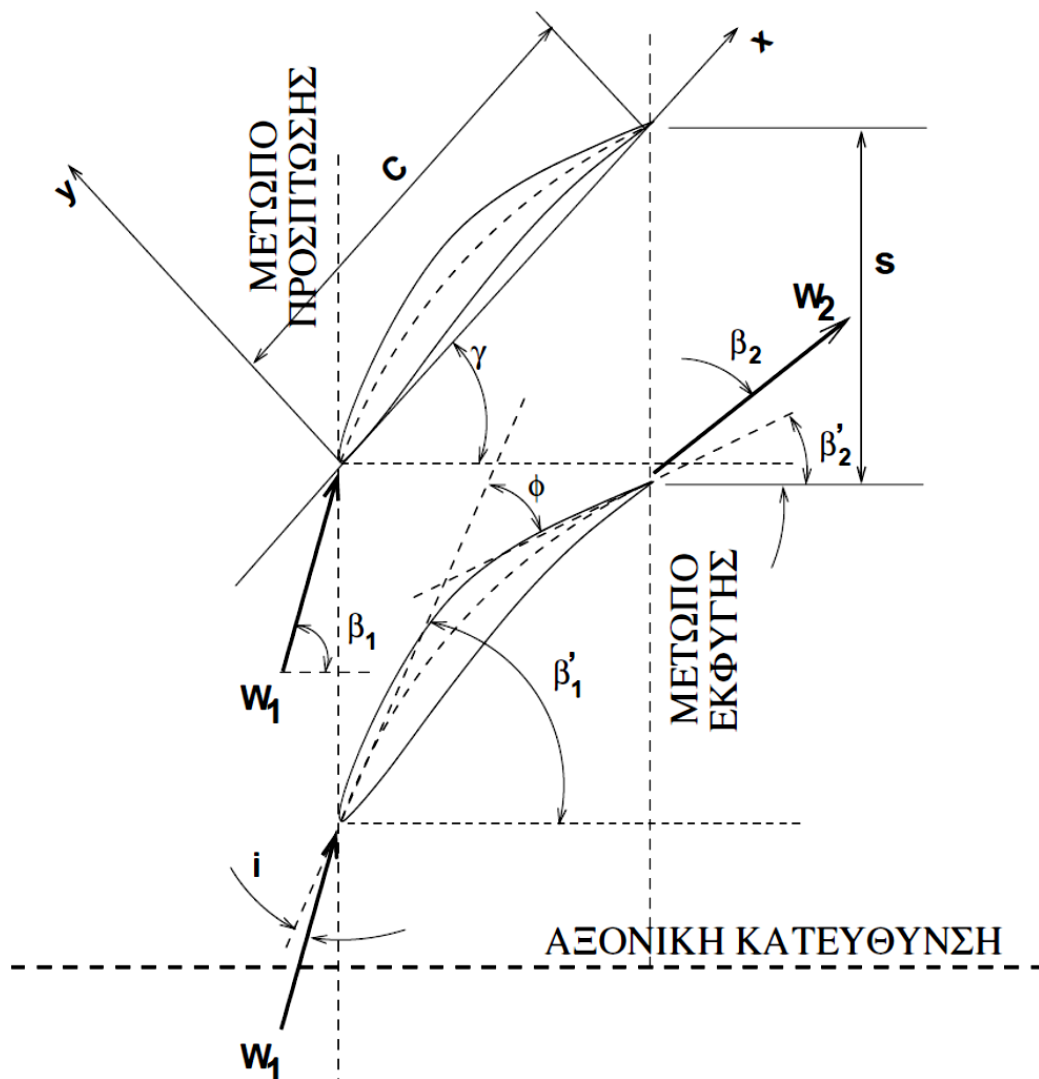 x
y
C
ΜΕΤΩΠΟ
ΠΡΟΣΠΤΩΣΗΣ
s
W2
β2
γ
β'2
φ
β1
W1
β'1
ΜΕΤΩΠΟ
ΕΚΦΥΓΗΣ
i
ΑΞΟΝΙΚΗ ΚΑΤΕΥΘΥΝΣΗ
W1